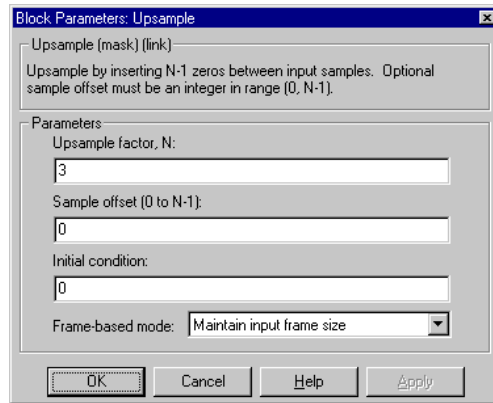 Block Parameters: Upsample
Upsample (mask) (link)
Upsample by inserting N-1 zeros between input samples. Optional
sample offset must be an integer in range (0, N-1).
Parameters
Upsample factor, N:
3
Sample offset (0 to N-1):
0
Initial condition:
0
Frame-based mode: Maintain input frame size
OK Cancel Help Apply